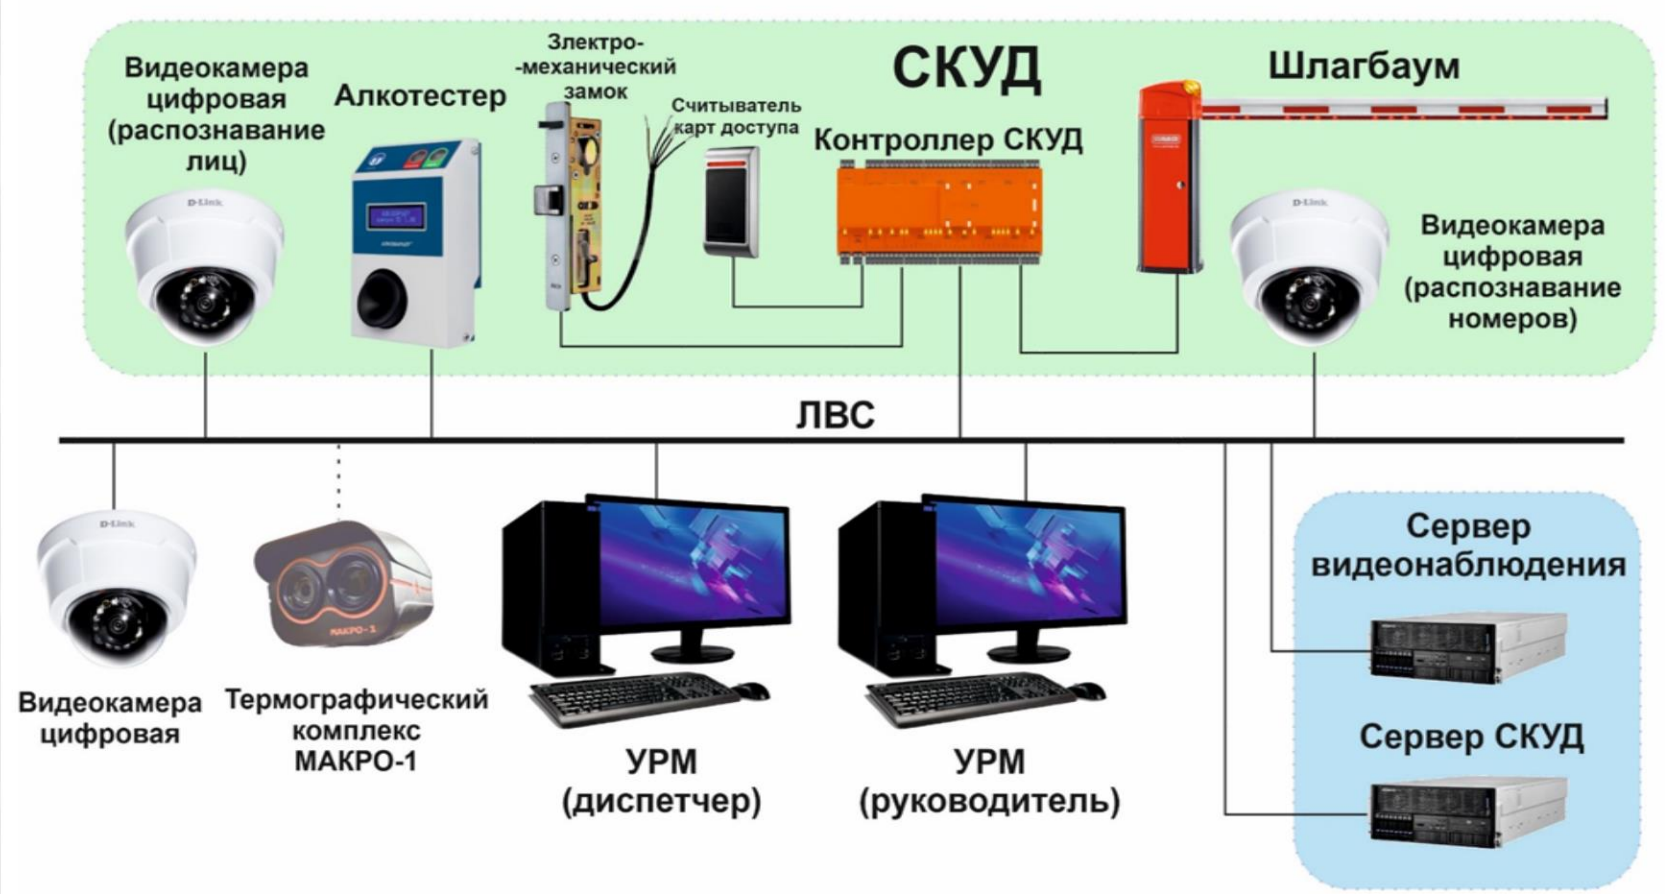 Видеокамера
цифровая
(распознавание
лиц)
D-Link
Алкотестер
Злектро-
-механический
замок
Считыватель
карт доступа
СКУД
Контроллер СКУД
Шлагбаум
D-Link
Видеокамера
цифровая
(распознавание
номеров)
ЛВС
D-Link
Видеокамера
цифровая
МАКРО-1
Термографический
комплекс
МАКРО-1
УРМ
(диспетчер)
УРМ
(руководитель)
Сервер
видеонаблюдения
Сервер СКУД